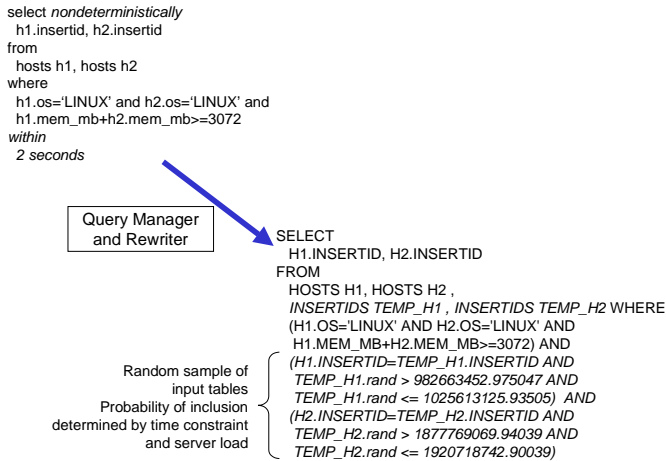 select nondeterministically
h1.insertid, h2.insertid
from
hosts h1, hosts h2
where
h1.os=‘LINUX’ and h2.os=‘LINUX’ and
h1.mem_mb+h2.mem_mb>=3072
within
2 seconds
Query Manager
and Rewriter
SELECT
H1.INSERTID, H2.INSERTID
FROM
HOSTS H1, HOSTS H2 ,
INSERTIDS TEMP_H1 , INSERTIDS TEMP_H2 WHERE
(H1.OS='LINUX' AND H2.OS='LINUX' AND
H1.MEM_MB+H2.MEM_MB>=3072) AND
(H1.INSERTID=TEMP_H1.INSERTID AND
TEMP_H1.rand > 982663452.975047 AND
TEMP_H1.rand <= 1025613125.93505) AND
(H2.INSERTID=TEMP_H2.INSERTID AND
TEMP_H2.rand > 1877769069.94039 AND
TEMP_H2.rand <= 1920718742.90039)
Random sample of
input tables
Probability of inclusion
determined by time constraint
and server load